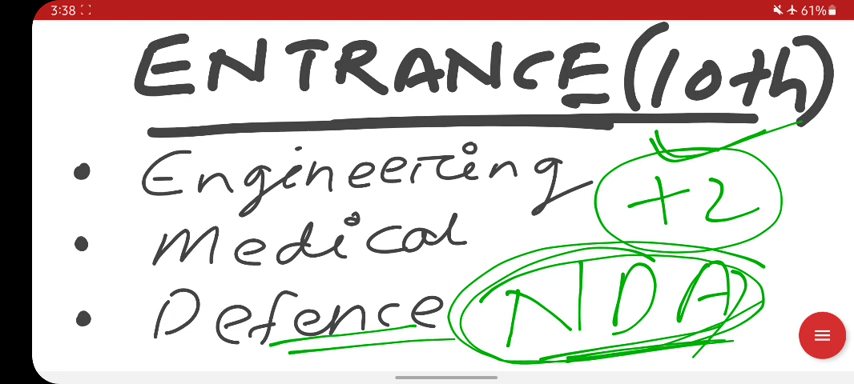 3:38 61%
ENTRANCE (10th)
• Engineering +2
• Medical
• Defence NDA